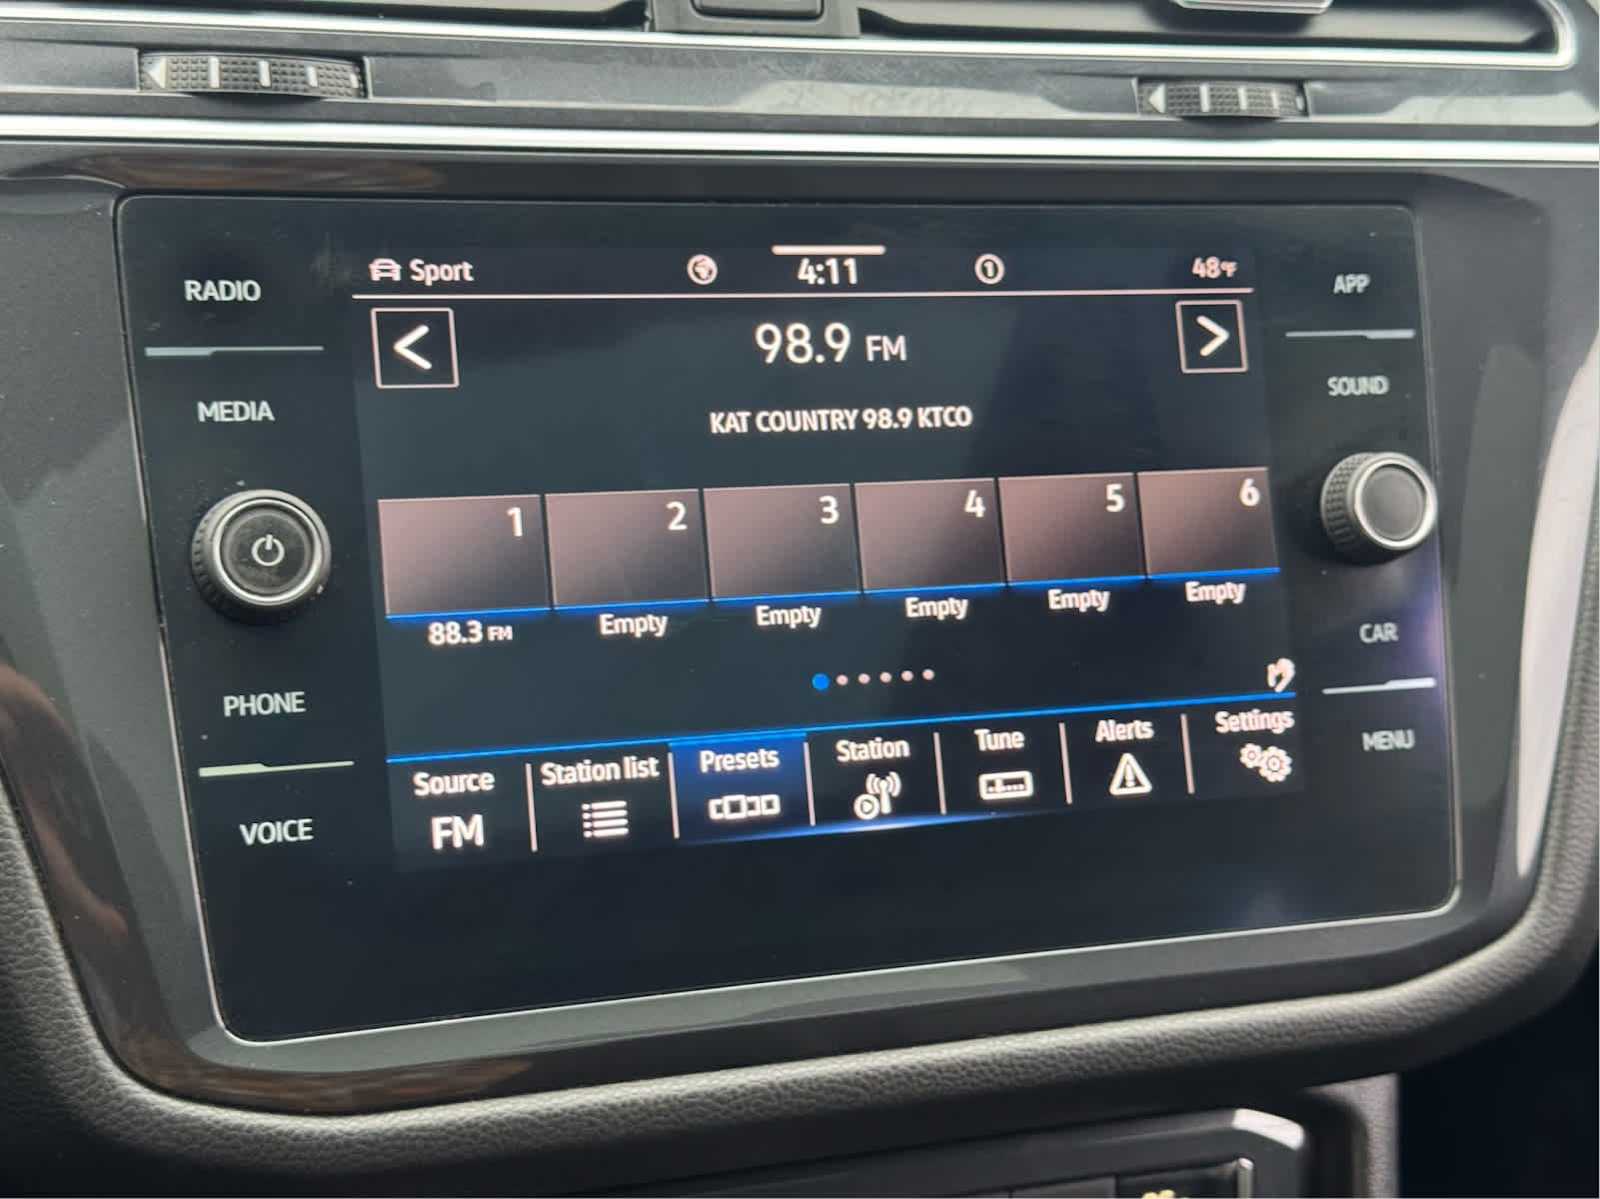 Sport 4:11 1 48°F
RADIO
APP
98.9 FM
SOUND
MEDIA
KAT COUNTRY 98.9 KTCO
1 2 3 4 5 6
88.3 FM Empty Empty Empty Empty Empty
CAR
PHONE
MENU
Source Station list Presets Station Tune Alerts Settings
FM
VOICE